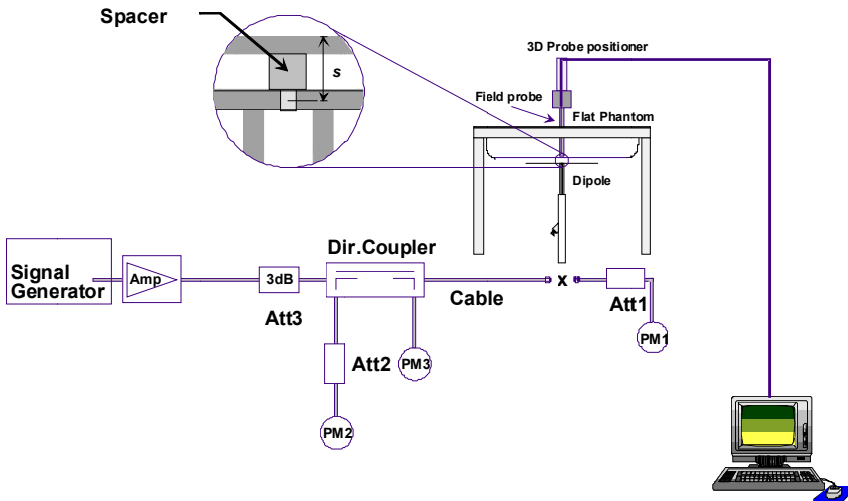 Spacer
s
3D Probe positioner
Field probe
Flat Phantom
Dipole
Signal
Generator
Amp
3dB
Att3
Dir.Coupler
Cable
x
Att1
PM1
Att2
PM3
PM2